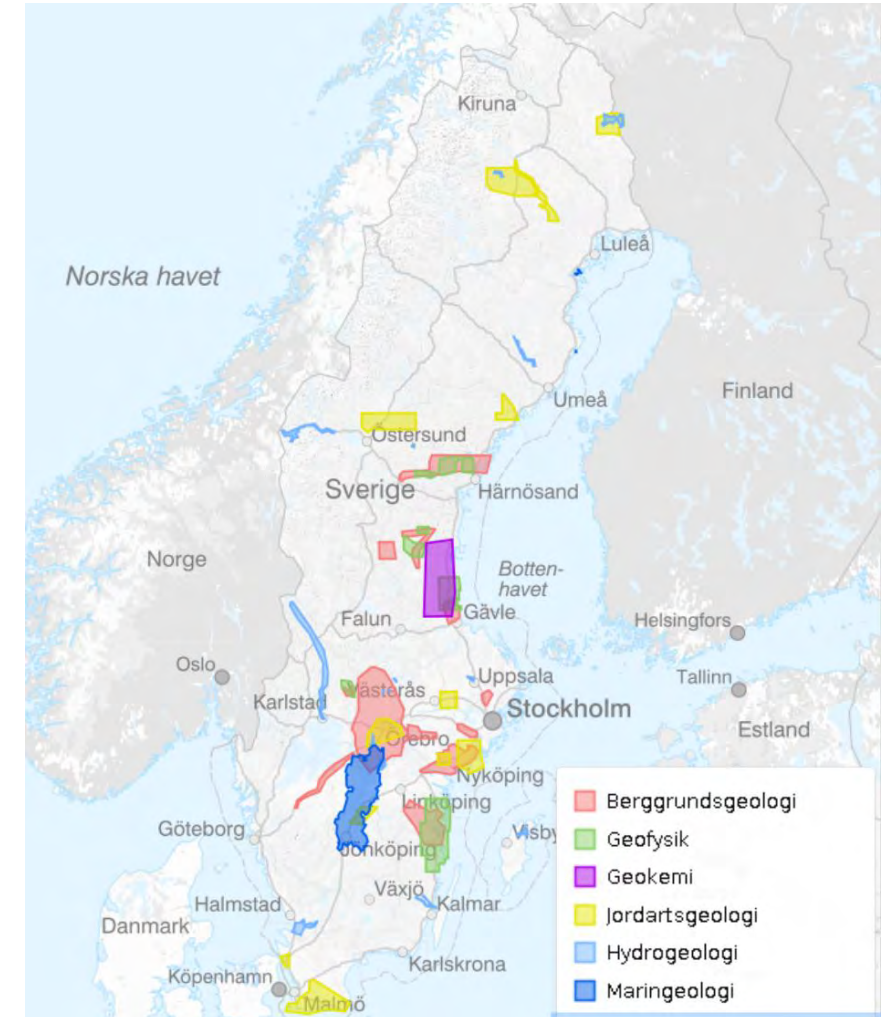 Kiruna
Luleå
Norska havet
Umeå
Finland
Östersund
Sverige
Härnösand
Norge
Botten-
havet
Falun
Gävle
Helsingfors
Oslo
Uppsala
Tallinn
Västerås
Karlstad
Stockholm
Estland
Örebro
Nyköping
Linköping
Göteborg
Visby
Jönköping
Växjö
Halmstad
Kalmar
Danmark
Karlskrona
Köpenhamn
Malmö
Berggrundsgeologi
Geofysik
Geokemi
Jordartsgeologi
Hydrogeologi
Maringeologi